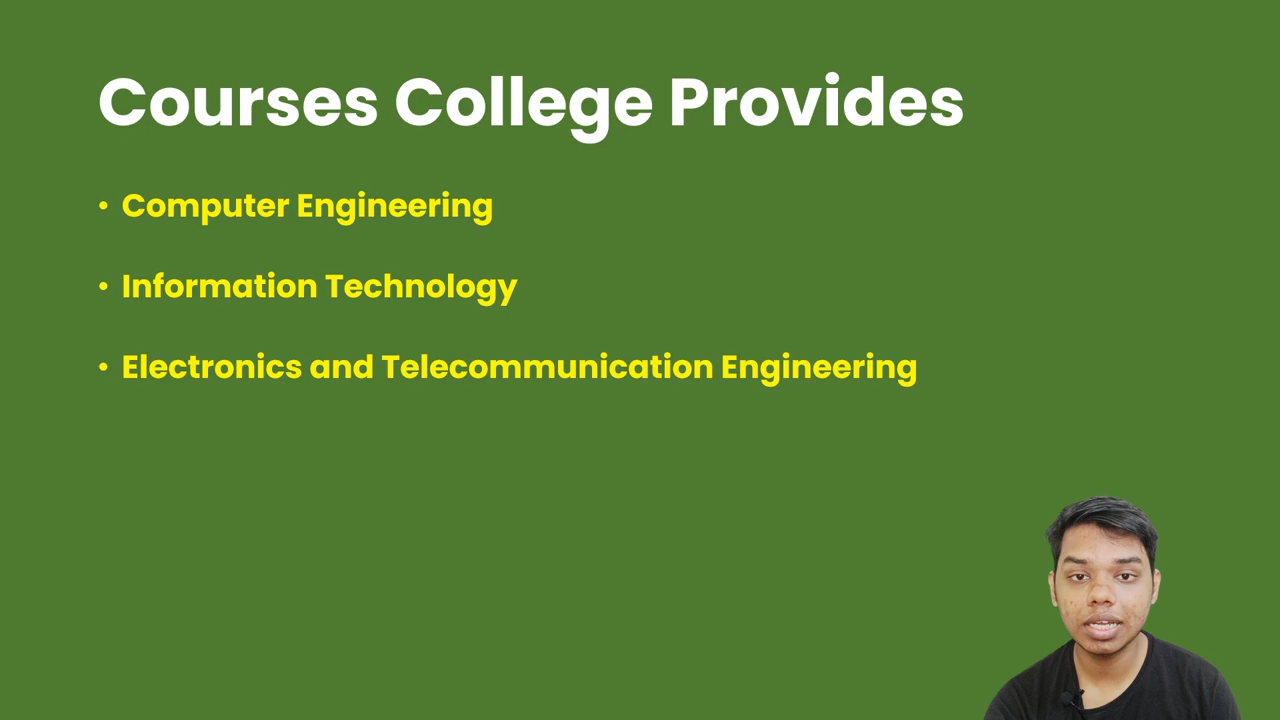 Courses College Provides
• Computer Engineering
• Information Technology
• Electronics and Telecommunication Engineering